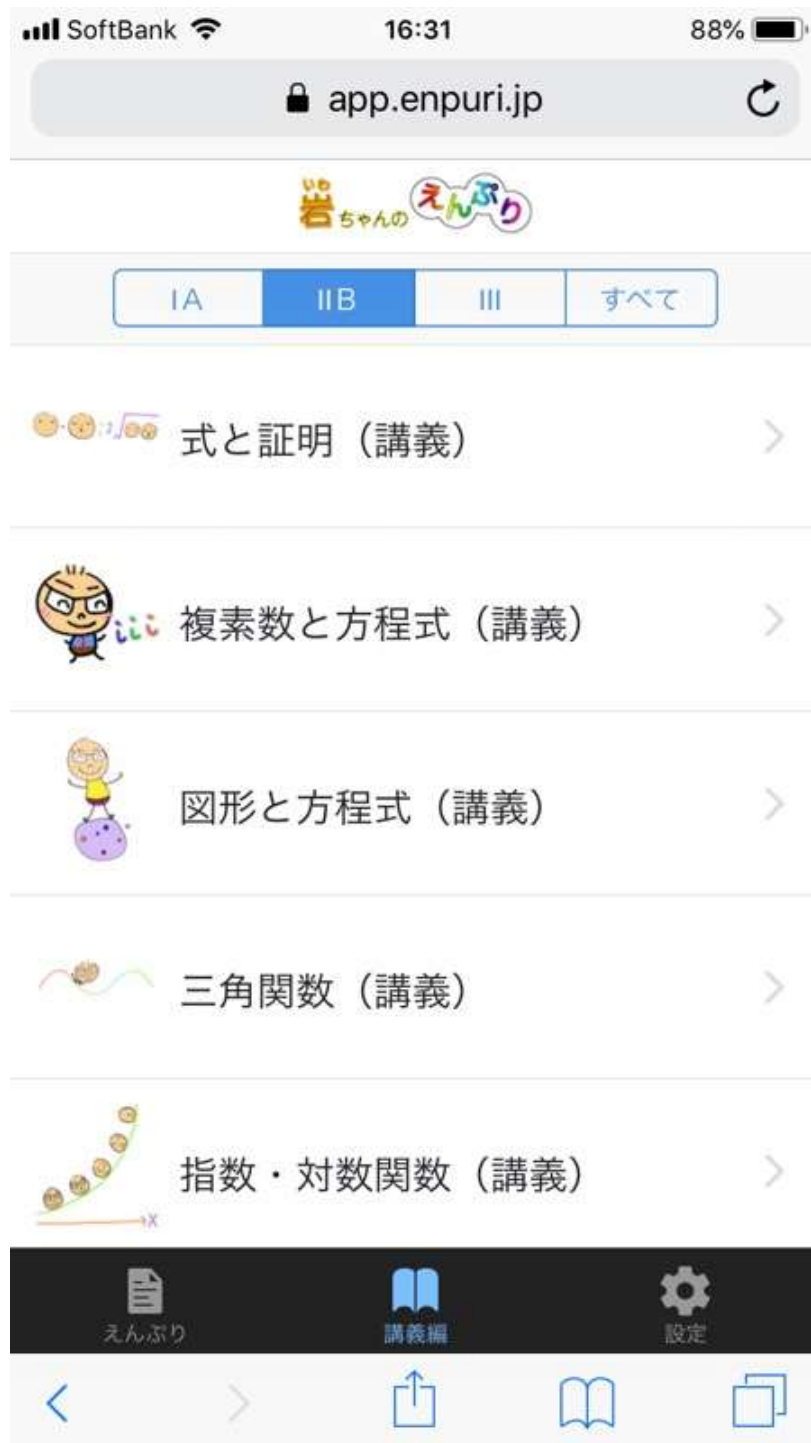 SoftBank 16:31 88%
app.enpuri.jp
いわ
岩ちゃんの えんぷり
IA IIB III すべて
式と証明（講義）
iii 複素数と方程式（講義）
図形と方程式（講義）
三角関数（講義）
指数・対数関数（講義）
X
えんぷり 講義編 設定